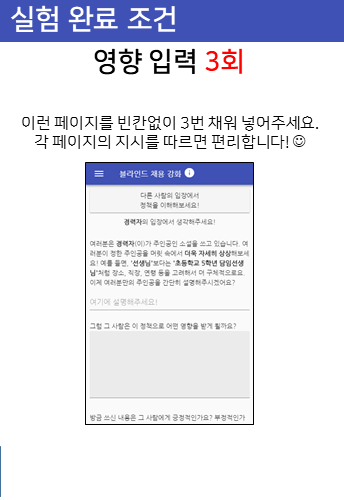 실험 완료 조건
영향 입력 3회
이런 페이지를 빈칸없이 3번 채워 넣어주세요.
각 페이지의 지시를 따르면 편리합니다! ☺
블라인드 채용 강화
다른 사람의 입장에서
정책을 이해해보세요!
경력자의 입장에서 생각해주세요!
여러분은 경력자(이)가 주인공인 소설을 쓰고 있습니다. 여
러분이 정한 주인공을 머릿 속에서 더욱 자세히 상상해보세
요! 예를 들면, '선생님'보다는 '초등학교 5학년 담임선생
님'처럼 장소, 직장, 연령 등을 고려해서 더 구체적으로요.
이제 여러분만의 주인공을 간단히 설명해주시겠어요?
여기에 설명해주세요!
그럼 그 사람은 이 정책으로 어떤 영향을 받게 될까요?
방금 쓰신 내용은 그 사람에게 긍정적인가요? 부정적인가